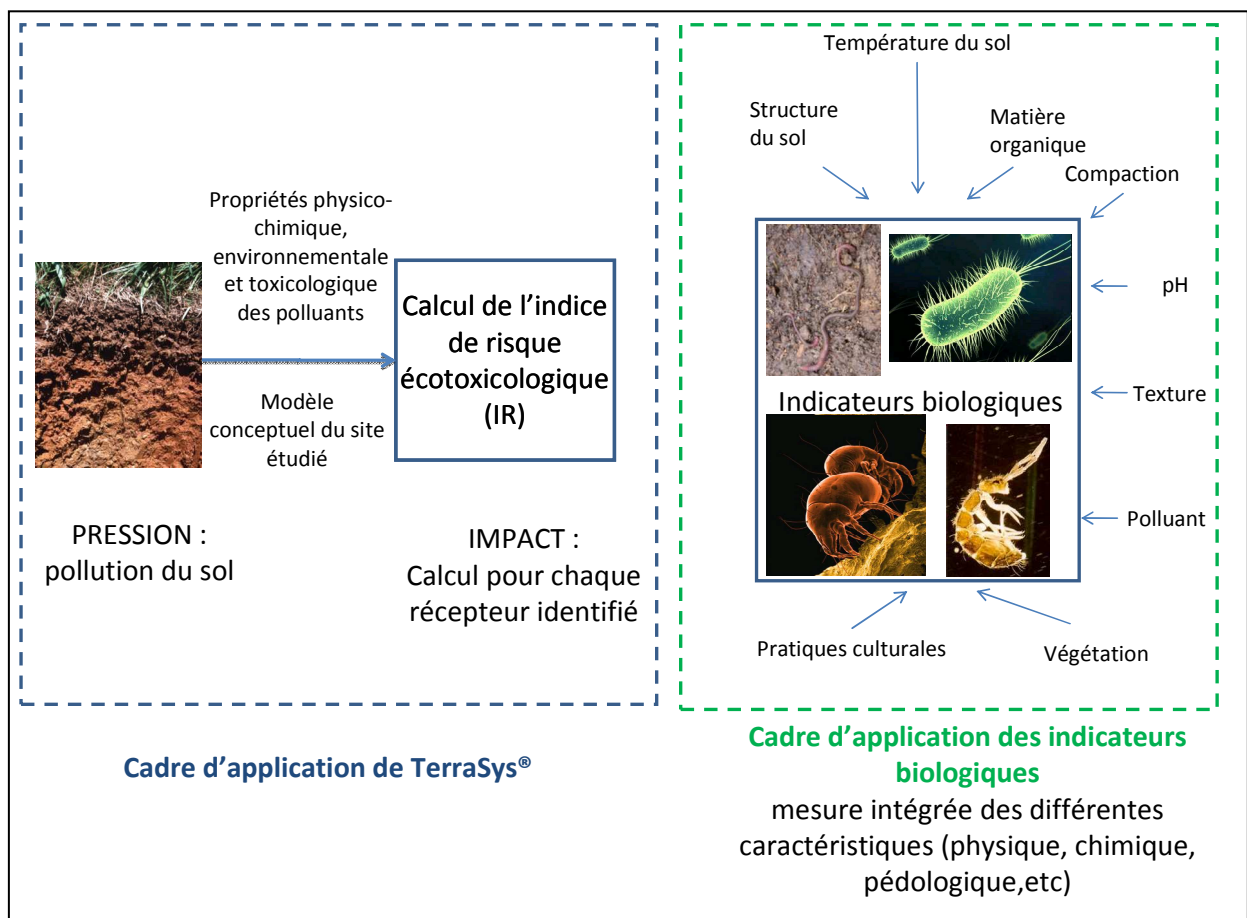 Propriétés physico-
chimique,
environnementale
et toxicologique
des polluants
Modèle
conceptuel du site
étudié
Calcul de l'indice
de risque
écotoxicologique
(IR)
PRESSION :
pollution du sol
IMPACT :
Calcul pour chaque
récepteur identifié
Cadre d'application de TerraSys®
Température du sol
Structure
du sol
Matière
organique
Compaction
pH
Texture
Polluant
Indicateurs biologiques
Pratiques culturales
Végétation
Cadre d'application des indicateurs
biologiques
mesure intégrée des différentes
caractéristiques (physique, chimique,
pédologique,etc)